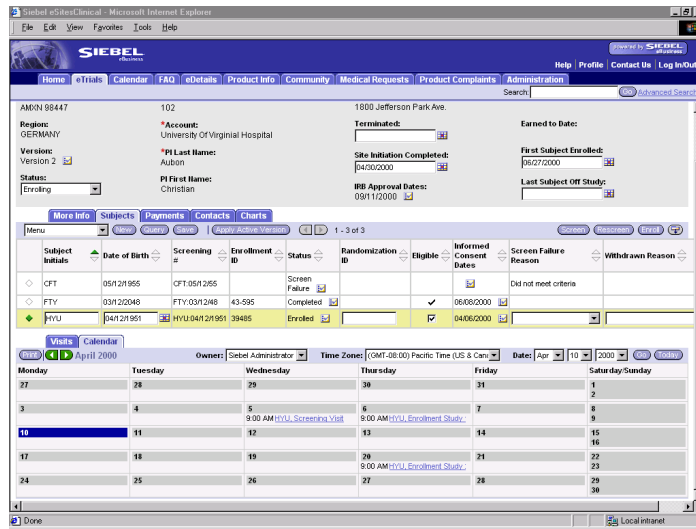 Siebel eSitesClinical - Microsoft Internet Explorer
File Edit View Favorites Tools Help
SIEBEL
eBusiness
powered by SIEBEL
eBusiness
Help | Profile | Contact Us | Log In/Out
Home eTrials Calendar FAQ eDetails Product Info Community Medical Requests Product Complaints Administration
Search: Go Advanced Search
AMXN 98447 102 1800 Jefferson Park Ave.
Region: *Account: Terminated: Earned to Date:
GERMANY University Of Virginial Hospital
Version: *PI Last Name: Site Initiation Completed: First Subject Enrolled:
Version 2 Aubon 04/30/2000 06/27/2000
Status: PI First Name: IRB Approval Dates: Last Subject Off Study:
Enrolling Christian 09/11/2000
More Info Subjects Payments Contacts Charts
Menu New Query Save | Apply Active Version 1 - 3 of 3 Screen Rescreen Enroll
Subject Initials Date of Birth Screening # Enrollment ID Status Randomization ID Eligible Informed Consent Dates Screen Failure Reason Withdrawn Reason
CFT 05/12/1955 CFT:05/12/55 Screen Failure Did not meet criteria
FTY 03/12/2048 FTY:03/12/48 43-595 Completed 06/08/2000
HYU 04/12/1951 HYU:04/12/1951 39485 Enrolled 04/06/2000
Visits Calendar
Print April 2000 Owner: Siebel Administrator Time Zone: (GMT-08:00) Pacific Time (US & Can Date: Apr 10 2000 Go Today
Monday Tuesday Wednesday Thursday Friday Saturday/Sunday
27 28 29 30 31 1
2
3 4 5 6 7 8
9:00 AM HYU, Screening Visit 9:00 AM HYU, Enrollment Study : 9
10 11 12 13 14 15
16
17 18 19 20 21 22
9:00 AM HYU, Enrollment Study : 23
24 25 26 27 28 29
30
Done Local intranet